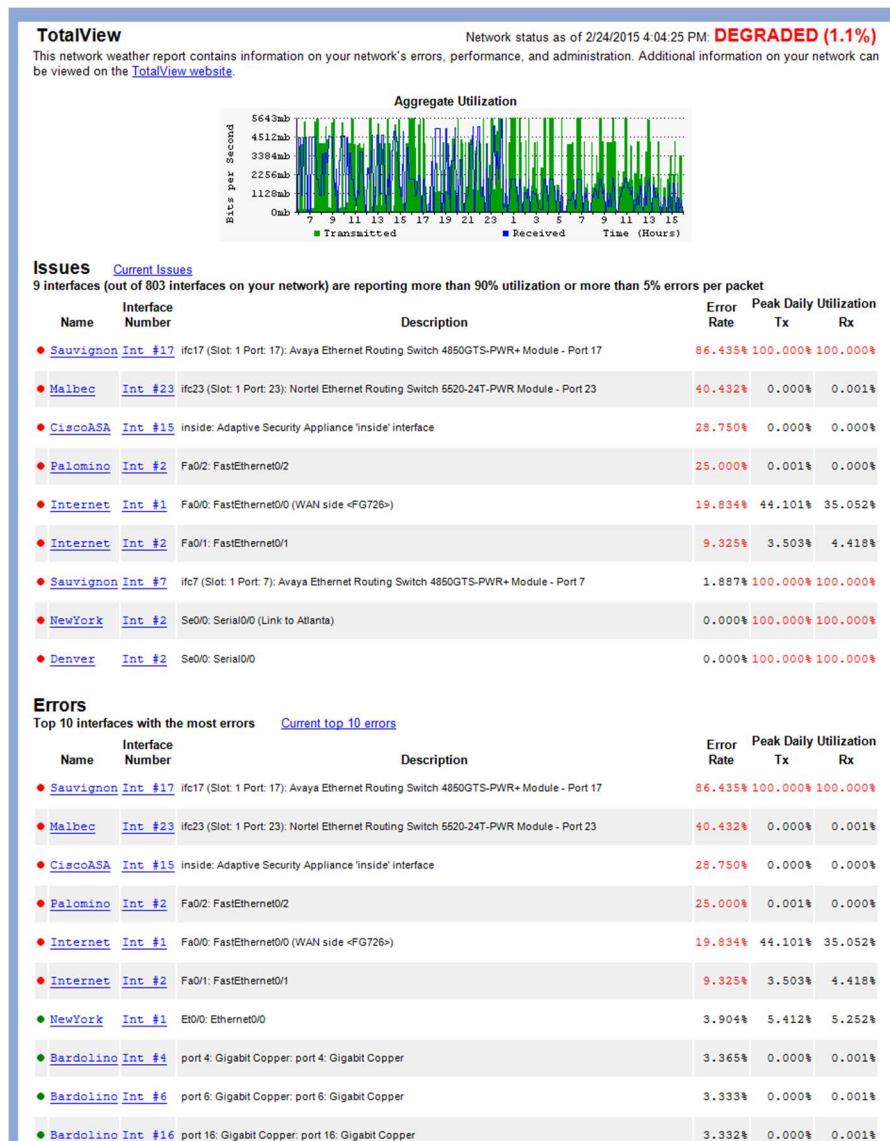 TotalView
Network status as of 2/24/2015 4:04:25 PM: DEGRADED (1.1%)
This network weather report contains information on your network's errors, performance, and administration. Additional information on your network can
be viewed on the TotalView website.
Aggregate Utilization
Bits per Second
5643mb
4512mb
3384mb
2256mb
1128mb
0mb
7 9 11 13 15 17 19 21 23 1 3 5 7 9 11 13 15
Transmitted Received Time (Hours)
Issues Current Issues
9 interfaces (out of 803 interfaces on your network) are reporting more than 90% utilization or more than 5% errors per packet
Interface Error Peak Daily Utilization
Name Number Description Rate Tx Rx
Sauvignon Int #17 ifc17 (Slot: 1 Port: 17): Avaya Ethernet Routing Switch 4850GTS-PWR+ Module - Port 17 86.435% 100.000% 100.000%
Malbec Int #23 ifc23 (Slot: 1 Port: 23): Nortel Ethernet Routing Switch 5520-24T-PWR Module - Port 23 40.432% 0.000% 0.001%
CiscoASA Int #15 inside: Adaptive Security Appliance 'inside' interface 28.750% 0.000% 0.000%
Palomino Int #2 Fa0/2: FastEthernet0/2 25.000% 0.001% 0.000%
Internet Int #1 Fa0/0: FastEthernet0/0 (WAN side <FG726>) 19.834% 44.101% 35.052%
Internet Int #2 Fa0/1: FastEthernet0/1 9.325% 3.503% 4.418%
Sauvignon Int #7 ifc7 (Slot: 1 Port: 7): Avaya Ethernet Routing Switch 4850GTS-PWR+ Module - Port 7 1.887% 100.000% 100.000%
NewYork Int #2 Se0/0: Serial0/0 (Link to Atlanta) 0.000% 100.000% 100.000%
Denver Int #2 Se0/0: Serial0/0 0.000% 100.000% 100.000%
Errors
Top 10 interfaces with the most errors Current top 10 errors
Interface Error Peak Daily Utilization
Name Number Description Rate Tx Rx
Sauvignon Int #17 ifc17 (Slot: 1 Port: 17): Avaya Ethernet Routing Switch 4850GTS-PWR+ Module - Port 17 86.435% 100.000% 100.000%
Malbec Int #23 ifc23 (Slot: 1 Port: 23): Nortel Ethernet Routing Switch 5520-24T-PWR Module - Port 23 40.432% 0.000% 0.001%
CiscoASA Int #15 inside: Adaptive Security Appliance 'inside' interface 28.750% 0.000% 0.000%
Palomino Int #2 Fa0/2: FastEthernet0/2 25.000% 0.001% 0.000%
Internet Int #1 Fa0/0: FastEthernet0/0 (WAN side <FG726>) 19.834% 44.101% 35.052%
Internet Int #2 Fa0/1: FastEthernet0/1 9.325% 3.503% 4.418%
NewYork Int #1 Et0/0: Ethernet0/0 3.904% 5.412% 5.252%
Bardolino Int #4 port 4: Gigabit Copper: port 4: Gigabit Copper 3.365% 0.000% 0.001%
Bardolino Int #6 port 6: Gigabit Copper: port 6: Gigabit Copper 3.333% 0.000% 0.001%
Bardolino Int #16 port 16: Gigabit Copper: port 16: Gigabit Copper 3.332% 0.000% 0.001%